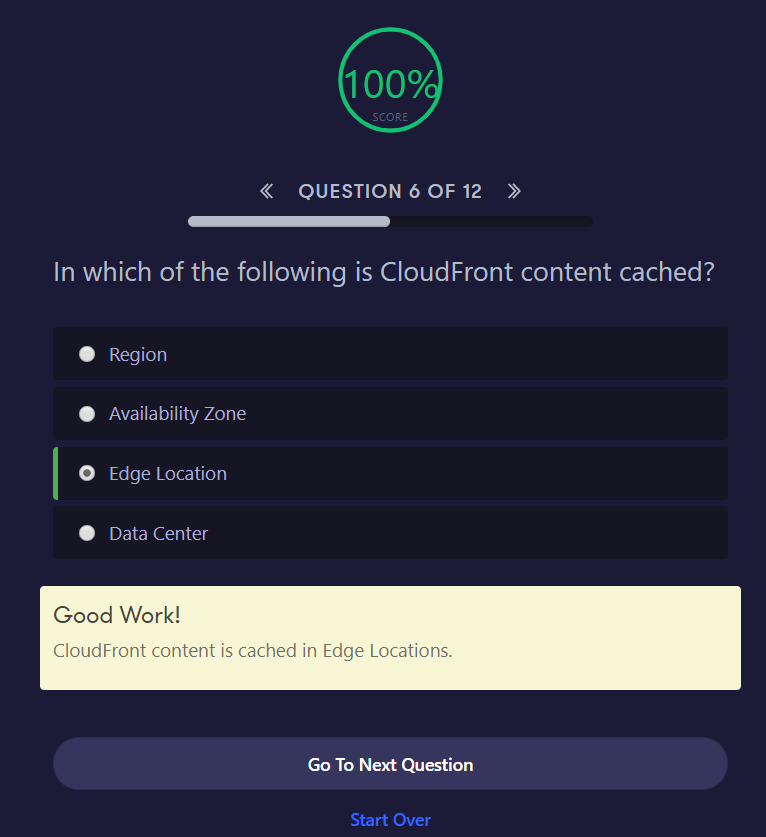 100%
SCORE
« QUESTION 6 OF 12 »
In which of the following is CloudFront content cached?
Region
Availability Zone
Edge Location
Data Center
Good Work!
CloudFront content is cached in Edge Locations.
Go To Next Question
Start Over